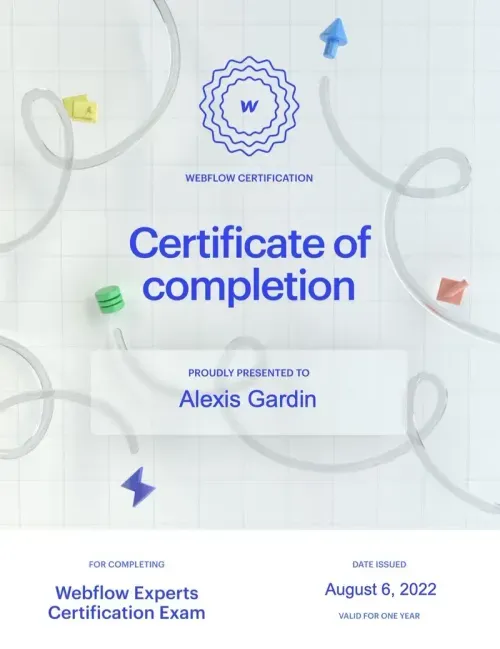 W
WEBFLOW CERTIFICATION
Certificate of
completion
PROUDLY PRESENTED TO
Alexis Gardin
FOR COMPLETING
Webflow Experts
Certification Exam
DATE ISSUED
August 6, 2022
VALID FOR ONE YEAR